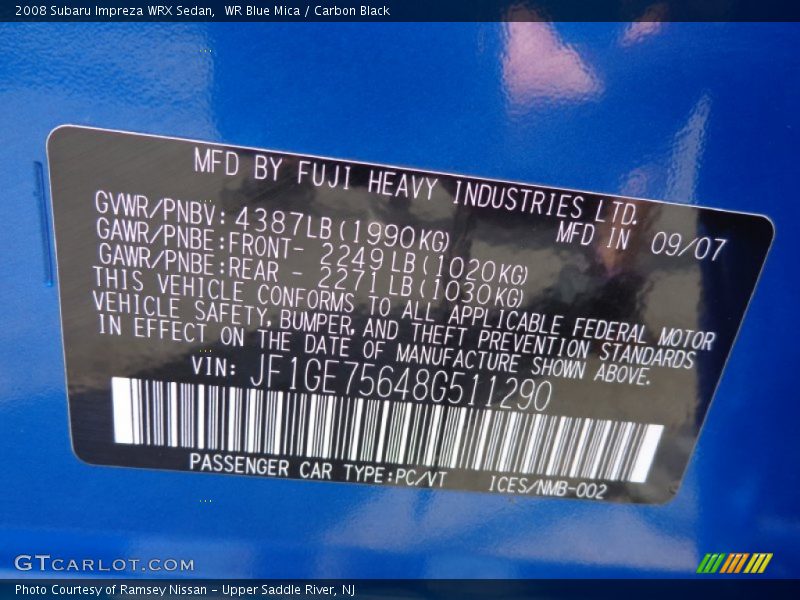 2008 Subaru Impreza WRX Sedan,  WR Blue Mica / Carbon Black
MFD BY FUJI HEAVY INDUSTRIES LTD.
MFD IN 09/07
GVWR/PNBV: 4387LB(1990KG)
GAWR/PNBE:FRONT- 2249LB(1020KG)
GAWR/PNBE:REAR - 2271LB(1030KG)
THIS VEHICLE CONFORMS TO ALL APPLICABLE FEDERAL MOTOR
VEHICLE SAFETY,BUMPER,AND THEFT PREVENTION STANDARDS
IN EFFECT ON THE DATE OF MANUFACTURE SHOWN ABOVE.
VIN: JF1GE75648G511290
PASSENGER CAR TYPE:PC/VT ICES/NMB-002
GTCARLOT.COM
Photo Courtesy of Ramsey Nissan - Upper Saddle River, NJ